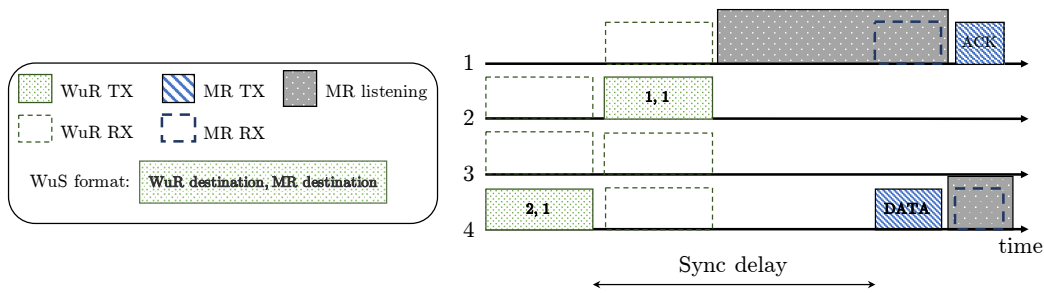 WuR TX MR TX MR listening
WuR RX MR RX
WuS format: WuR destination, MR destination
1 ACK
2 1, 1
3
4 2, 1 DATA
time
Sync delay